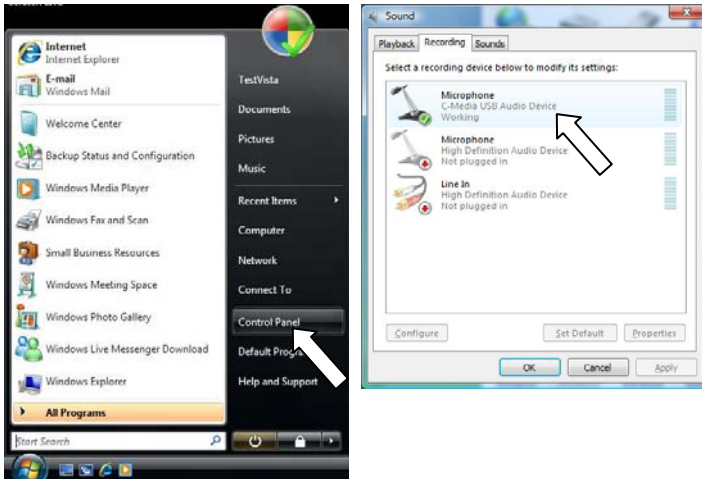 Internet
Internet Explorer
E-mail
Windows Mail
Welcome Center
Backup Status and Configuration
Windows Media Player
Windows Fax and Scan
Small Business Resources
Windows Meeting Space
Windows Photo Gallery
Windows Live Messenger Download
Windows Explorer
All Programs
Start Search
TestVista
Documents
Pictures
Music
Recent Items
Computer
Network
Connect To
Control Panel
Default
Help and Support
Sound
Playback Recording Sounds
Select a recording device below to modify its settings:
Microphone
C-Media USB Audio Device
Working
Microphone
High Definition Audio Device
Not plugged in
Line In
High Definition Audio Device
Not plugged in
Configure Set Default Properties
OK Cancel Apply